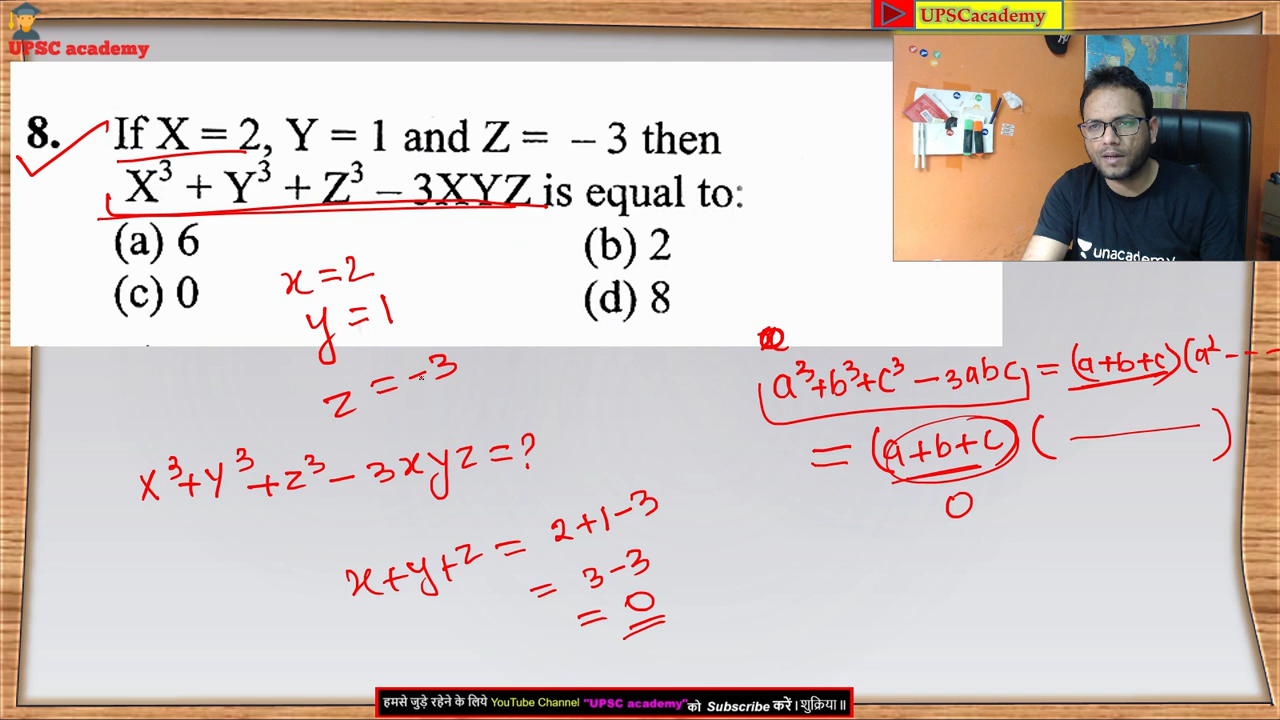 UPSC academy
UPSCacademy
8. If X = 2, Y = 1 and Z = – 3 then
X³ + Y³ + Z³ – 3XYZ is equal to:
(a) 6 (b) 2
(c) 0 (d) 8
x = 2
y = 1
z = -3
x³+y³+z³-3xyz=?
x+y+z = 2+1-3
= 3-3
= 0
a³+b³+c³-3abc = (a+b+c)(a²---
= (a+b+c)(———)
0
unacademy
हमसे जुड़े रहेने के लिये YouTube Channel "UPSC academy" को Subscribe करें। शुक्रिया॥